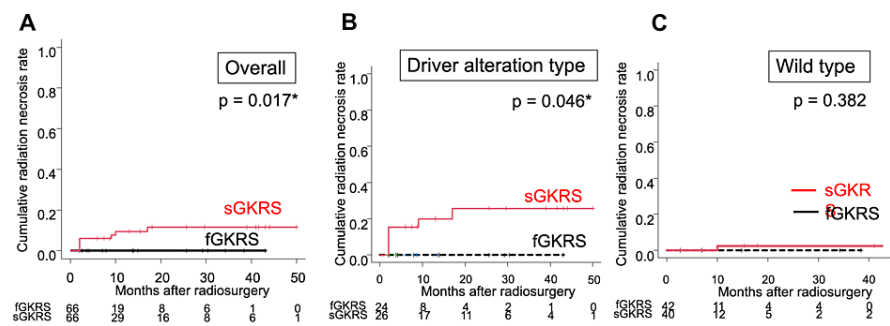 A
Cumulative radiation necrosis rate
1.0
0.8
0.6
0.4
0.2
0.0
Overall
p = 0.017*
sGKRS
fGKRS
0 10 20 30 40 50
Months after radiosurgery
fGKRS 66 19 8 6 1 0
sGKRS 66 29 16 8 6 1
B
Cumulative radiation necrosis rate
1.0
0.8
0.6
0.4
0.2
0.0
Driver alteration type
p = 0.046*
sGKRS
fGKRS
0 10 20 30 40 50
Months after radiosurgery
fGKRS 24 8 4 2 1 0
sGKRS 26 17 11 6 4 1
C
Cumulative radiation necrosis rate
1.0
0.8
0.6
0.4
0.2
0.0
Wild type
p = 0.382
sGKR
S
fGKRS
0 10 20 30 40
Months after radiosurgery
fGKRS 42 11 4 0
sGKRS 40 12 5 2